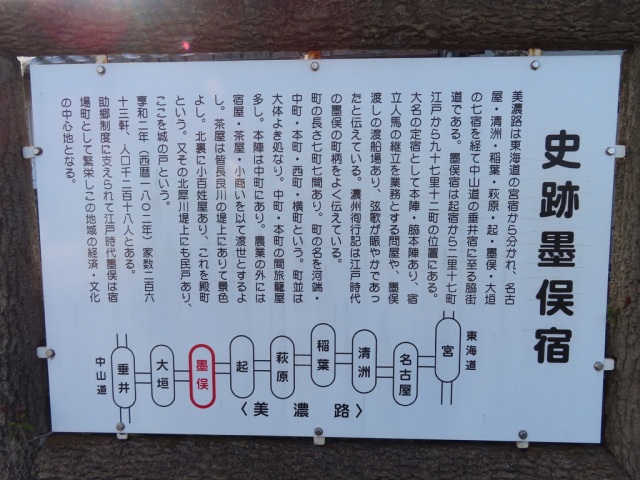 史跡墨俣宿
美濃路は東海道の宮宿から分かれ、名古
屋・清洲・稲葉・萩原・起・墨俣・大垣
の七宿を経て中山道の垂井宿に至る脇街
道である。墨俣宿は起宿から二里十七町
江戸から九十七里十二町の位置にある。
大名の定宿として本陣・脇本陣あり、宿
立人馬の継立を業務とする問屋や、墨俣
渡しの渡船場あり、弦歌が賑やかであっ
たと伝えている。濃州徇行記は江戸時代
の墨俣の町柄をよく伝えている。
町の長さ七町七間あり。町の名を河端・
中町・本町・西町・横町という。町並は
大体よき処なり。中町・本町の間旅籠屋
多し。本陣は中町にあり。農業の外には
宿屋・茶屋・小商いを以て渡世とするよ
し。茶屋は皆長良川の堤上にありて景色
よし。北裏に小百姓屋あり、これを殿町
という。又その北犀川堤上にも民戸あり、
ここを城の戸という。
享和二年（西暦一八〇二年）家数二百六
十三軒、人口千二百十八人とある。
助郷制度に支えられて江戸時代墨俣は宿
場町として繁栄しこの地域の経済・文化
の中心地となる。
東海道
宮
名古屋
清洲
稲葉
萩原
起
墨俣
大垣
垂井
中山道
〈美濃路〉